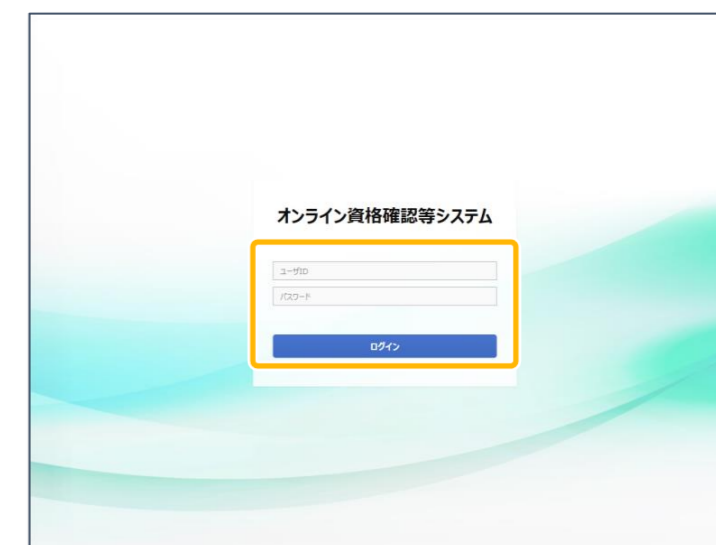 オンライン資格確認等システム
ユーザID
パスワード
ログイン